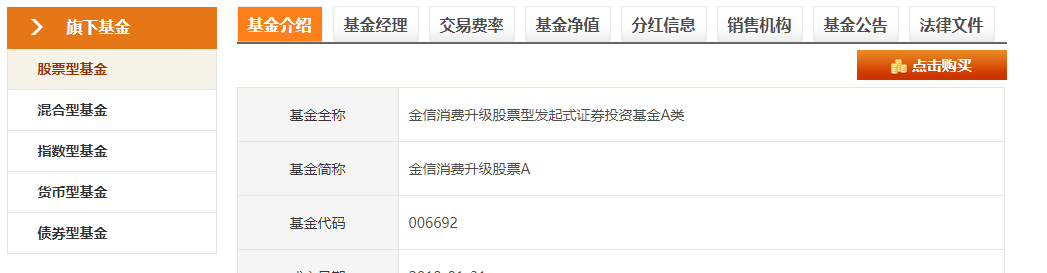 旗下基金
股票型基金
混合型基金
指数型基金
货币型基金
债券型基金
基金介绍 基金经理 交易费率 基金净值 分红信息 销售机构 基金公告 法律文件
点击购买
基金全称 金信消费升级股票型发起式证券投资基金A类
基金简称 金信消费升级股票A
基金代码 006692